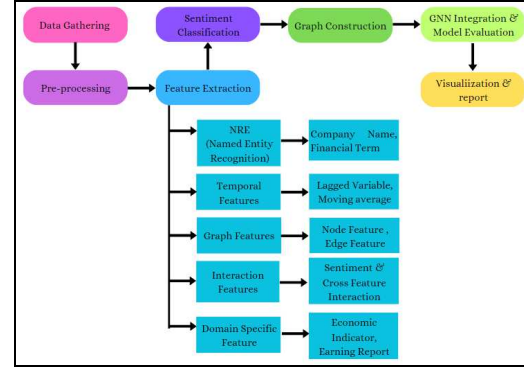 Data Gathering
Sentiment
Classification
Graph Construction
GNN Integration &
Model Evaluation
Pre-processing
Feature Extraction
Visualiization &
report
NRE
(Named Entity
Recognition)
Company Name,
Financial Term
Temporal
Features
Lagged Variable,
Moving average
Graph Features
Node Feature ,
Edge Feature
Interaction
Features
Sentiment &
Cross Feature
Interaction
Domain Specific
Feature
Economic
Indicator,
Earning Report